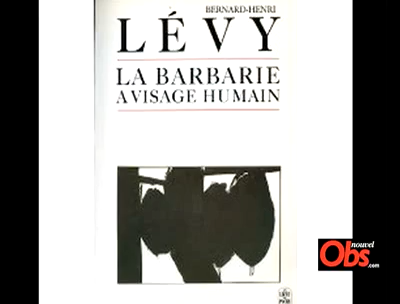 BERNARD-HENRI
LÉVY
LA BARBARIE
A VISAGE HUMAIN
nouvel
Obs
.com